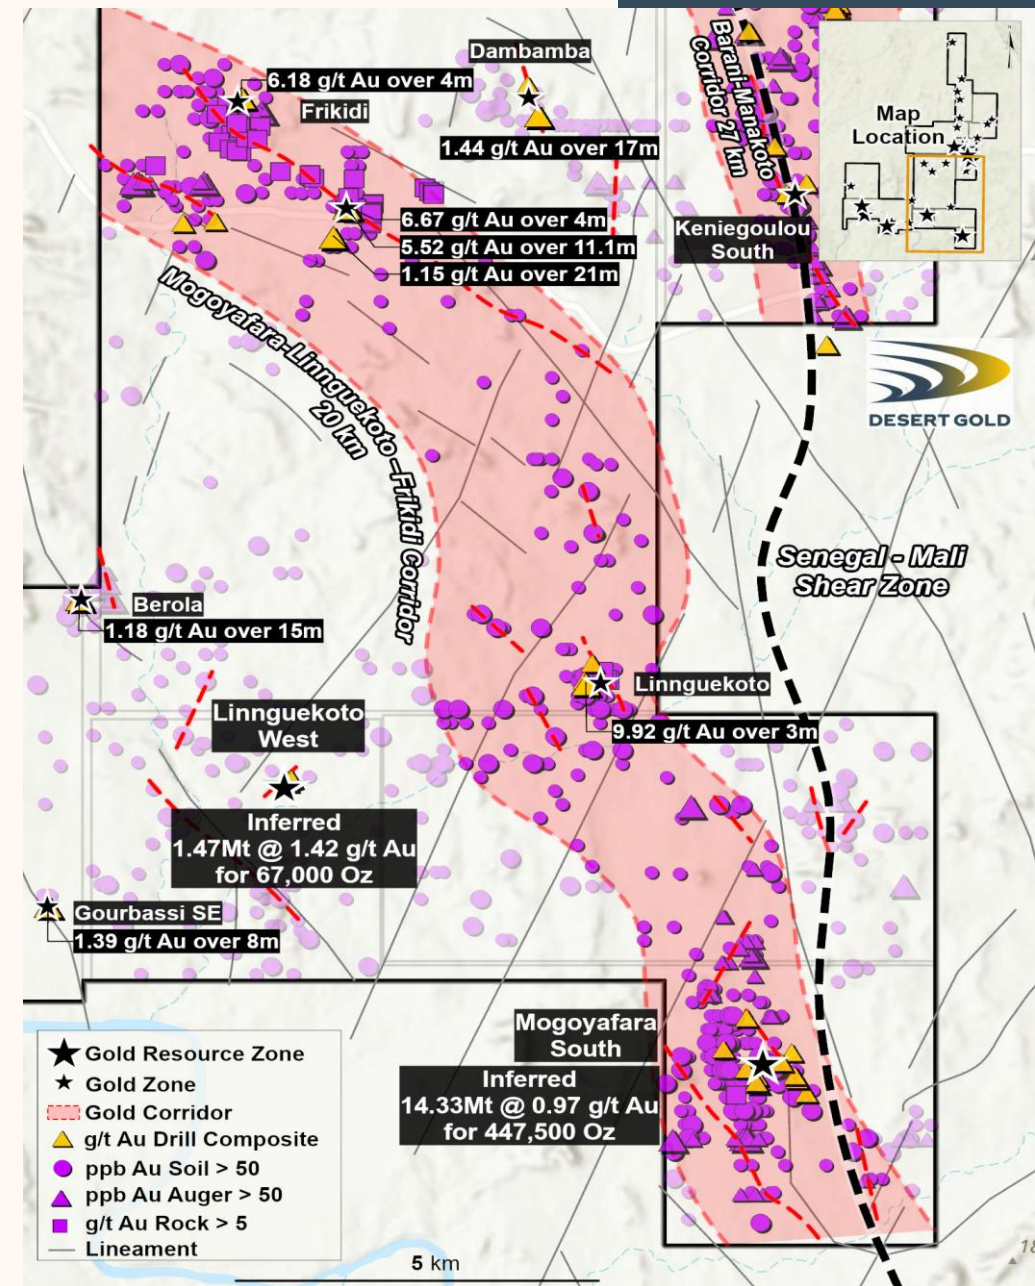 Dambamba
6.18 g/t Au over 4m
Frikidi
1.44 g/t Au over 17m
Barani-Manakoto
corridor 27 km
Map
Location
6.67 g/t Au over 4m
5.52 g/t Au over 11.1m
1.15 g/t Au over 21m
Keniegoulou
South
Mogoyafara-Linnguekoto -Frikidi Corridor
20 km
DESERT GOLD
Senegal - Mali
Shear Zone
Berola
1.18 g/t Au over 15m
Linnguekoto
9.92 g/t Au over 3m
Linnguekoto
West
Inferred
1.47Mt @ 1.42 g/t Au
for 67,000 Oz
Gourbassi SE
1.39 g/t Au over 8m
Mogoyafara
South
Inferred
14.33Mt @ 0.97 g/t Au
for 447,500 Oz
Gold Resource Zone
Gold Zone
Gold Corridor
g/t Au Drill Composite
ppb Au Soil > 50
ppb Au Auger > 50
g/t Au Rock > 5
Lineament
5 km